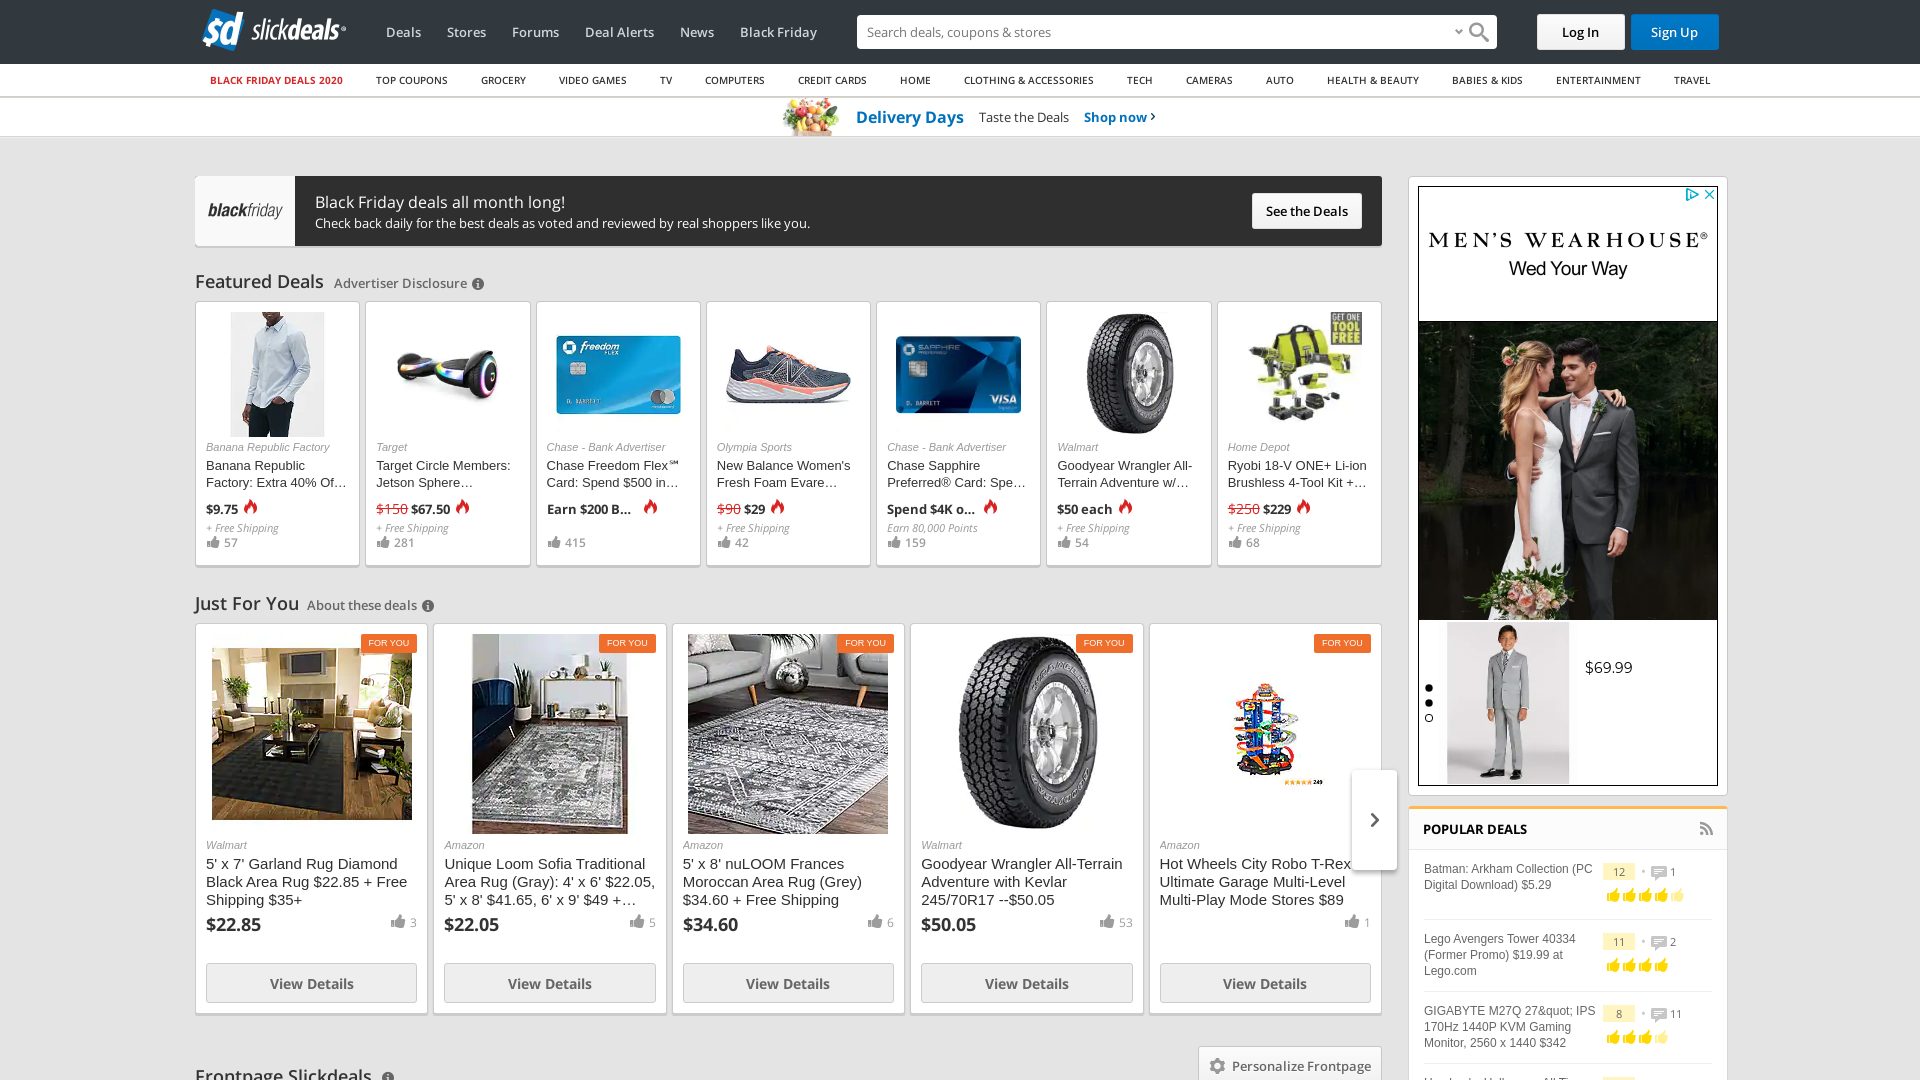 sd slickdeals®
Deals
Stores
Forums
Deal Alerts
News
Black Friday
Search deals, coupons & stores
Log In
Sign Up
BLACK FRIDAY DEALS 2020
TOP COUPONS
GROCERY
VIDEO GAMES
TV
COMPUTERS
CREDIT CARDS
HOME
CLOTHING & ACCESSORIES
TECH
CAMERAS
AUTO
HEALTH & BEAUTY
BABIES & KIDS
ENTERTAINMENT
TRAVEL
Delivery Days Taste the Deals Shop now
blackfriday
Black Friday deals all month long!
Check back daily for the best deals as voted and reviewed by real shoppers like you.
See the Deals
Featured Deals Advertiser Disclosure
Banana Republic Factory
Banana Republic
Factory: Extra 40% Of…
$9.75
+ Free Shipping
57
Target
Target Circle Members:
Jetson Sphere…
$150 $67.50
+ Free Shipping
281
freedom
FLEX
D. BARRETT
Chase - Bank Advertiser
Chase Freedom Flex℠
Card: Spend $500 in…
Earn $200 B…
415
Olympia Sports
New Balance Women's
Fresh Foam Evare…
$90 $29
+ Free Shipping
42
SAPPHIRE
PREFERRED
D. BARRETT
VISA
Chase - Bank Advertiser
Chase Sapphire
Preferred® Card: Spe…
Spend $4K o…
Earn 80,000 Points
159
Walmart
Goodyear Wrangler All-
Terrain Adventure w/…
$50 each
+ Free Shipping
54
GET ONE
TOOL
FREE
Home Depot
Ryobi 18-V ONE+ Li-ion
Brushless 4-Tool Kit +…
$250 $229
+ Free Shipping
68
Just For You About these deals
FOR YOU
Walmart
5' x 7' Garland Rug Diamond
Black Area Rug $22.85 + Free
Shipping $35+
$22.85
3
View Details
FOR YOU
Amazon
Unique Loom Sofia Traditional
Area Rug (Gray): 4' x 6' $22.05,
5' x 8' $41.65, 6' x 9' $49 +…
$22.05
5
View Details
FOR YOU
Amazon
5' x 8' nuLOOM Frances
Moroccan Area Rug (Grey)
$34.60 + Free Shipping
$34.60
6
View Details
FOR YOU
Walmart
Goodyear Wrangler All-Terrain
Adventure with Kevlar
245/70R17 --$50.05
$50.05
53
View Details
FOR YOU
249
Amazon
Hot Wheels City Robo T-Rex
Ultimate Garage Multi-Level
Multi-Play Mode Stores $89
1
View Details
Frontpage Slickdeals
Personalize Frontpage
MEN'S WEARHOUSE®
Wed Your Way
$69.99
POPULAR DEALS
Batman: Arkham Collection (PC
Digital Download) $5.29
12
1
Lego Avengers Tower 40334
(Former Promo) $19.99 at
Lego.com
11
2
GIGABYTE M27Q 27&quot; IPS
170Hz 1440P KVM Gaming
Monitor, 2560 x 1440 $342
8
11